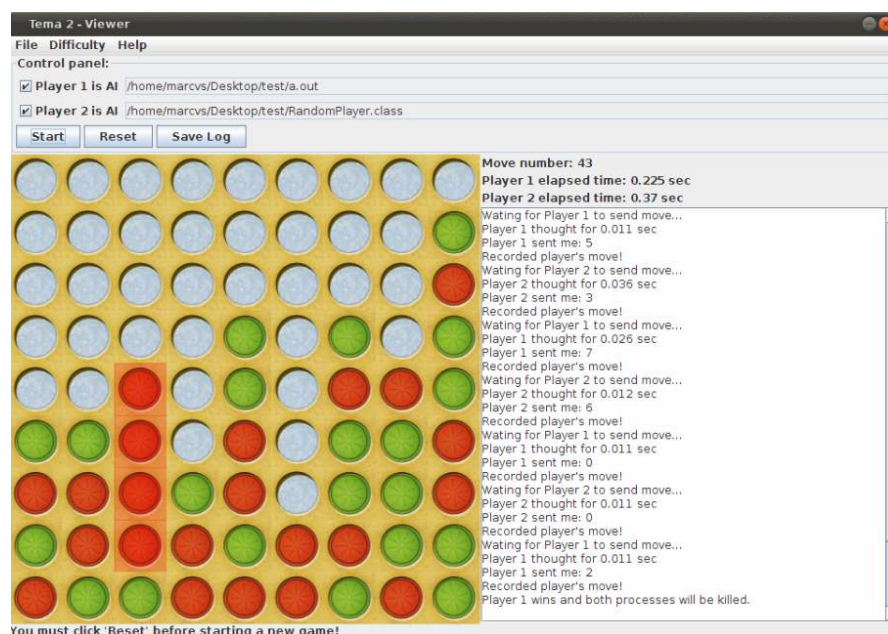 Tema 2 - Viewer
File Difficulty Help
Control panel:
Player 1 is AI /home/marcvs/Desktop/test/a.out
Player 2 is AI /home/marcvs/Desktop/test/RandomPlayer.class
Start Reset Save Log
Move number: 43
Player 1 elapsed time: 0.225 sec
Player 2 elapsed time: 0.37 sec
Wating for Player 1 to send move...
Player 1 thought for 0.011 sec
Player 1 sent me: 5
Recorded player's move!
Wating for Player 2 to send move...
Player 2 thought for 0.036 sec
Player 2 sent me: 3
Recorded player's move!
Wating for Player 1 to send move...
Player 1 thought for 0.026 sec
Player 1 sent me: 7
Recorded player's move!
Wating for Player 2 to send move...
Player 2 thought for 0.012 sec
Player 2 sent me: 6
Recorded player's move!
Wating for Player 1 to send move...
Player 1 thought for 0.011 sec
Player 1 sent me: 0
Recorded player's move!
Wating for Player 2 to send move...
Player 2 thought for 0.011 sec
Player 2 sent me: 0
Recorded player's move!
Wating for Player 1 to send move...
Player 1 thought for 0.011 sec
Player 1 sent me: 2
Recorded player's move!
Player 1 wins and both processes will be killed.
You must click 'Reset' before starting a new game!